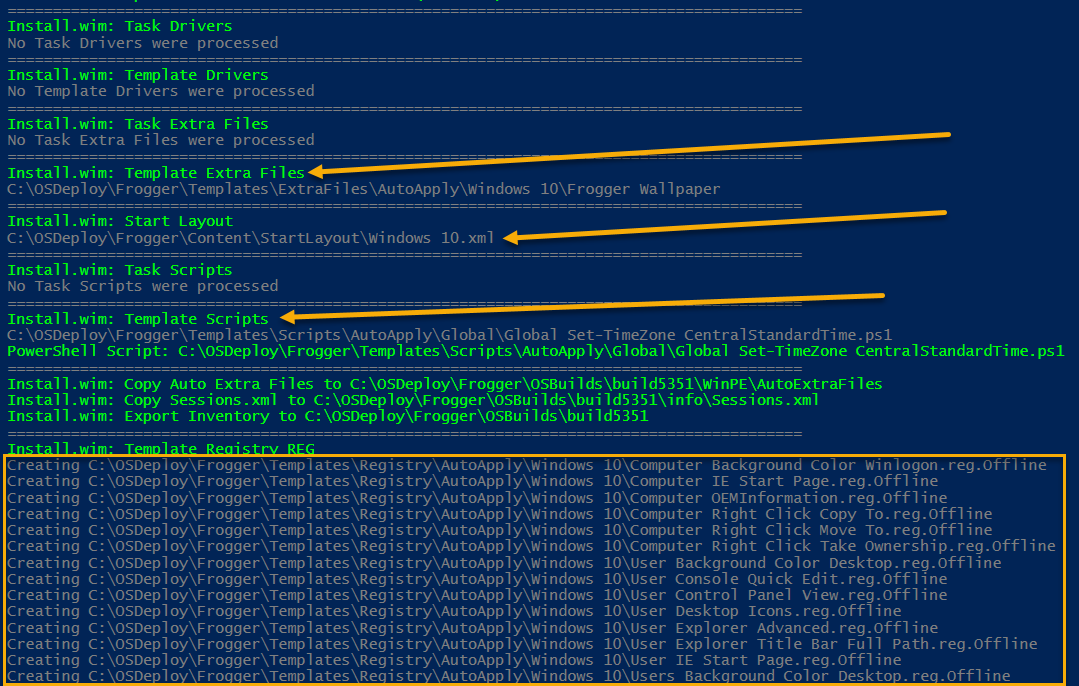 ================================================================================
Install.wim: Task Drivers
No Task Drivers were processed
================================================================================
Install.wim: Template Drivers
No Template Drivers were processed
================================================================================
Install.wim: Task Extra Files
No Task Extra Files were processed
================================================================================
Install.wim: Template Extra Files
C:\OSDeploy\Frogger\Templates\ExtraFiles\AutoApply\Windows 10\Frogger Wallpaper
================================================================================
Install.wim: Start Layout
C:\OSDeploy\Frogger\Content\StartLayout\Windows 10.xml
================================================================================
Install.wim: Task Scripts
No Task Scripts were processed
================================================================================
Install.wim: Template Scripts
C:\OSDeploy\Frogger\Templates\Scripts\AutoApply\Global\Global Set-TimeZone CentralStandardTime.ps1
PowerShell Script: C:\OSDeploy\Frogger\Templates\Scripts\AutoApply\Global\Global Set-TimeZone CentralStandardTime.ps1
================================================================================
Install.wim: Copy Auto Extra Files to C:\OSDeploy\Frogger\OSBuilds\build5351\WinPE\AutoExtraFiles
Install.wim: Copy Sessions.xml to C:\OSDeploy\Frogger\OSBuilds\build5351\info\Sessions.xml
Install.wim: Export Inventory to C:\OSDeploy\Frogger\OSBuilds\build5351
================================================================================
Install.wim: Template Registry REG
Creating C:\OSDeploy\Frogger\Templates\Registry\AutoApply\Windows 10\Computer Background Color Winlogon.reg.Offline
Creating C:\OSDeploy\Frogger\Templates\Registry\AutoApply\Windows 10\Computer IE Start Page.reg.Offline
Creating C:\OSDeploy\Frogger\Templates\Registry\AutoApply\Windows 10\Computer OEMInformation.reg.Offline
Creating C:\OSDeploy\Frogger\Templates\Registry\AutoApply\Windows 10\Computer Right Click Copy To.reg.Offline
Creating C:\OSDeploy\Frogger\Templates\Registry\AutoApply\Windows 10\Computer Right Click Move To.reg.Offline
Creating C:\OSDeploy\Frogger\Templates\Registry\AutoApply\Windows 10\Computer Right Click Take Ownership.reg.Offline
Creating C:\OSDeploy\Frogger\Templates\Registry\AutoApply\Windows 10\User Background Color Desktop.reg.Offline
Creating C:\OSDeploy\Frogger\Templates\Registry\AutoApply\Windows 10\User Console Quick Edit.reg.Offline
Creating C:\OSDeploy\Frogger\Templates\Registry\AutoApply\Windows 10\User Control Panel View.reg.Offline
Creating C:\OSDeploy\Frogger\Templates\Registry\AutoApply\Windows 10\User Desktop Icons.reg.Offline
Creating C:\OSDeploy\Frogger\Templates\Registry\AutoApply\Windows 10\User Explorer Advanced.reg.Offline
Creating C:\OSDeploy\Frogger\Templates\Registry\AutoApply\Windows 10\User Explorer Title Bar Full Path.reg.Offline
Creating C:\OSDeploy\Frogger\Templates\Registry\AutoApply\Windows 10\User IE Start Page.reg.Offline
Creating C:\OSDeploy\Frogger\Templates\Registry\AutoApply\Windows 10\Users Background Color Desktop.reg.Offline